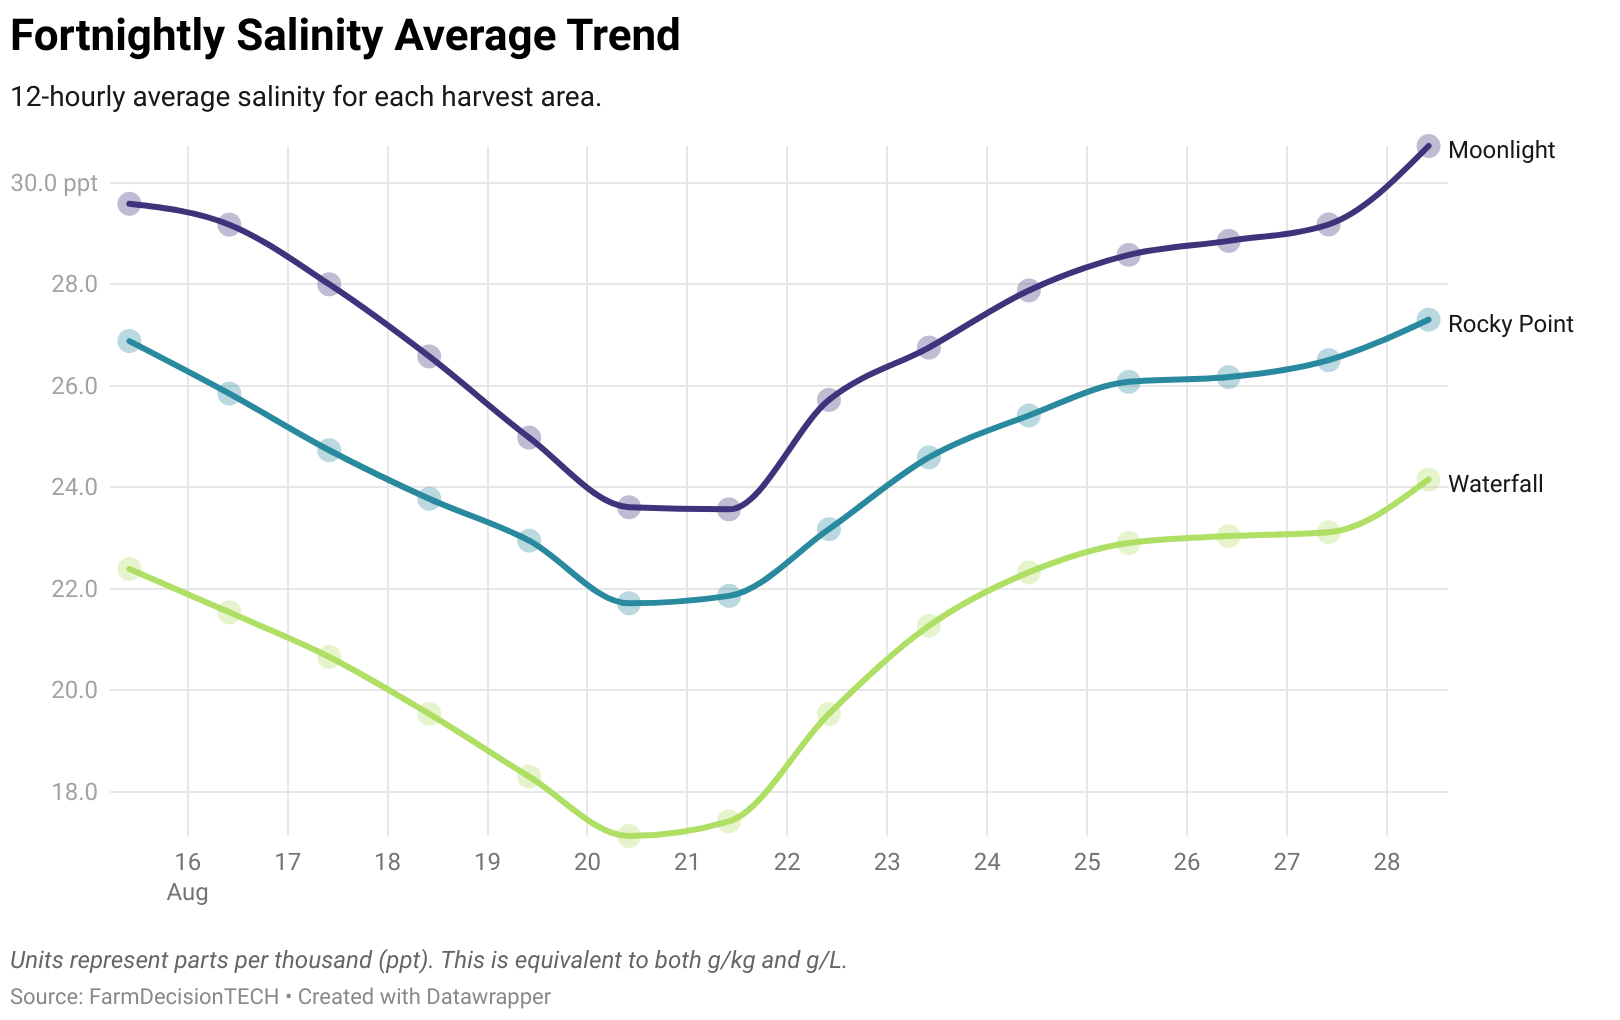 Fortnightly Salinity Average Trend
12-hourly average salinity for each harvest area.
30.0 ppt
28.0
26.0
24.0
22.0
20.0
18.0
Moonlight
Rocky Point
Waterfall
16 17 18 19 20 21 22 23 24 25 26 27 28
Aug
Units represent parts per thousand (ppt). This is equivalent to both g/kg and g/L.
Source: FarmDecisionTECH • Created with Datawrapper